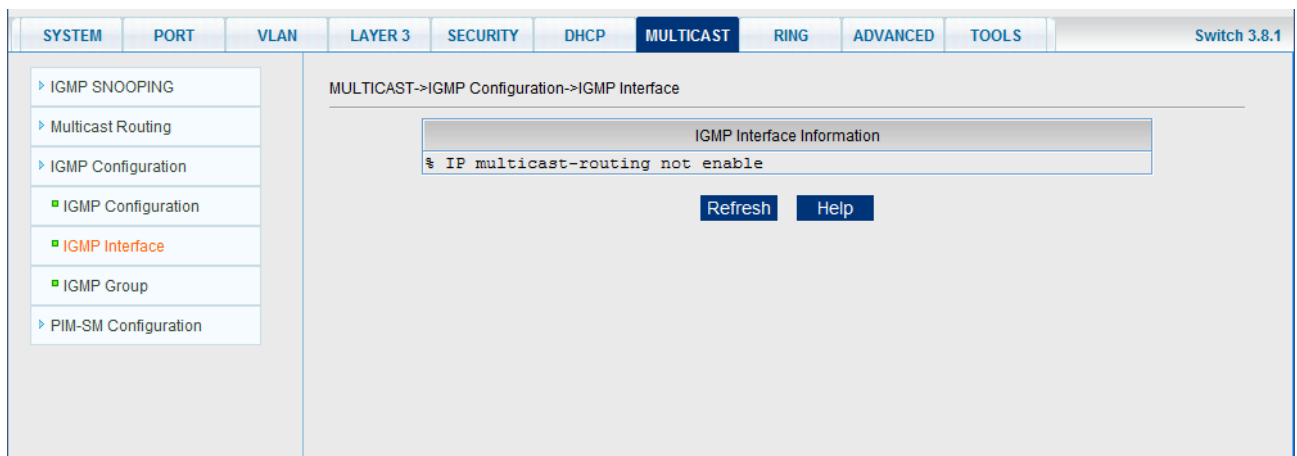 SYSTEM PORT VLAN LAYER 3 SECURITY DHCP MULTICAST RING ADVANCED TOOLS Switch 3.8.1
IGMP SNOOPING
Multicast Routing
IGMP Configuration
IGMP Configuration
IGMP Interface
IGMP Group
PIM-SM Configuration
MULTICAST->IGMP Configuration->IGMP Interface
IGMP Interface Information
% IP multicast-routing not enable
Refresh Help